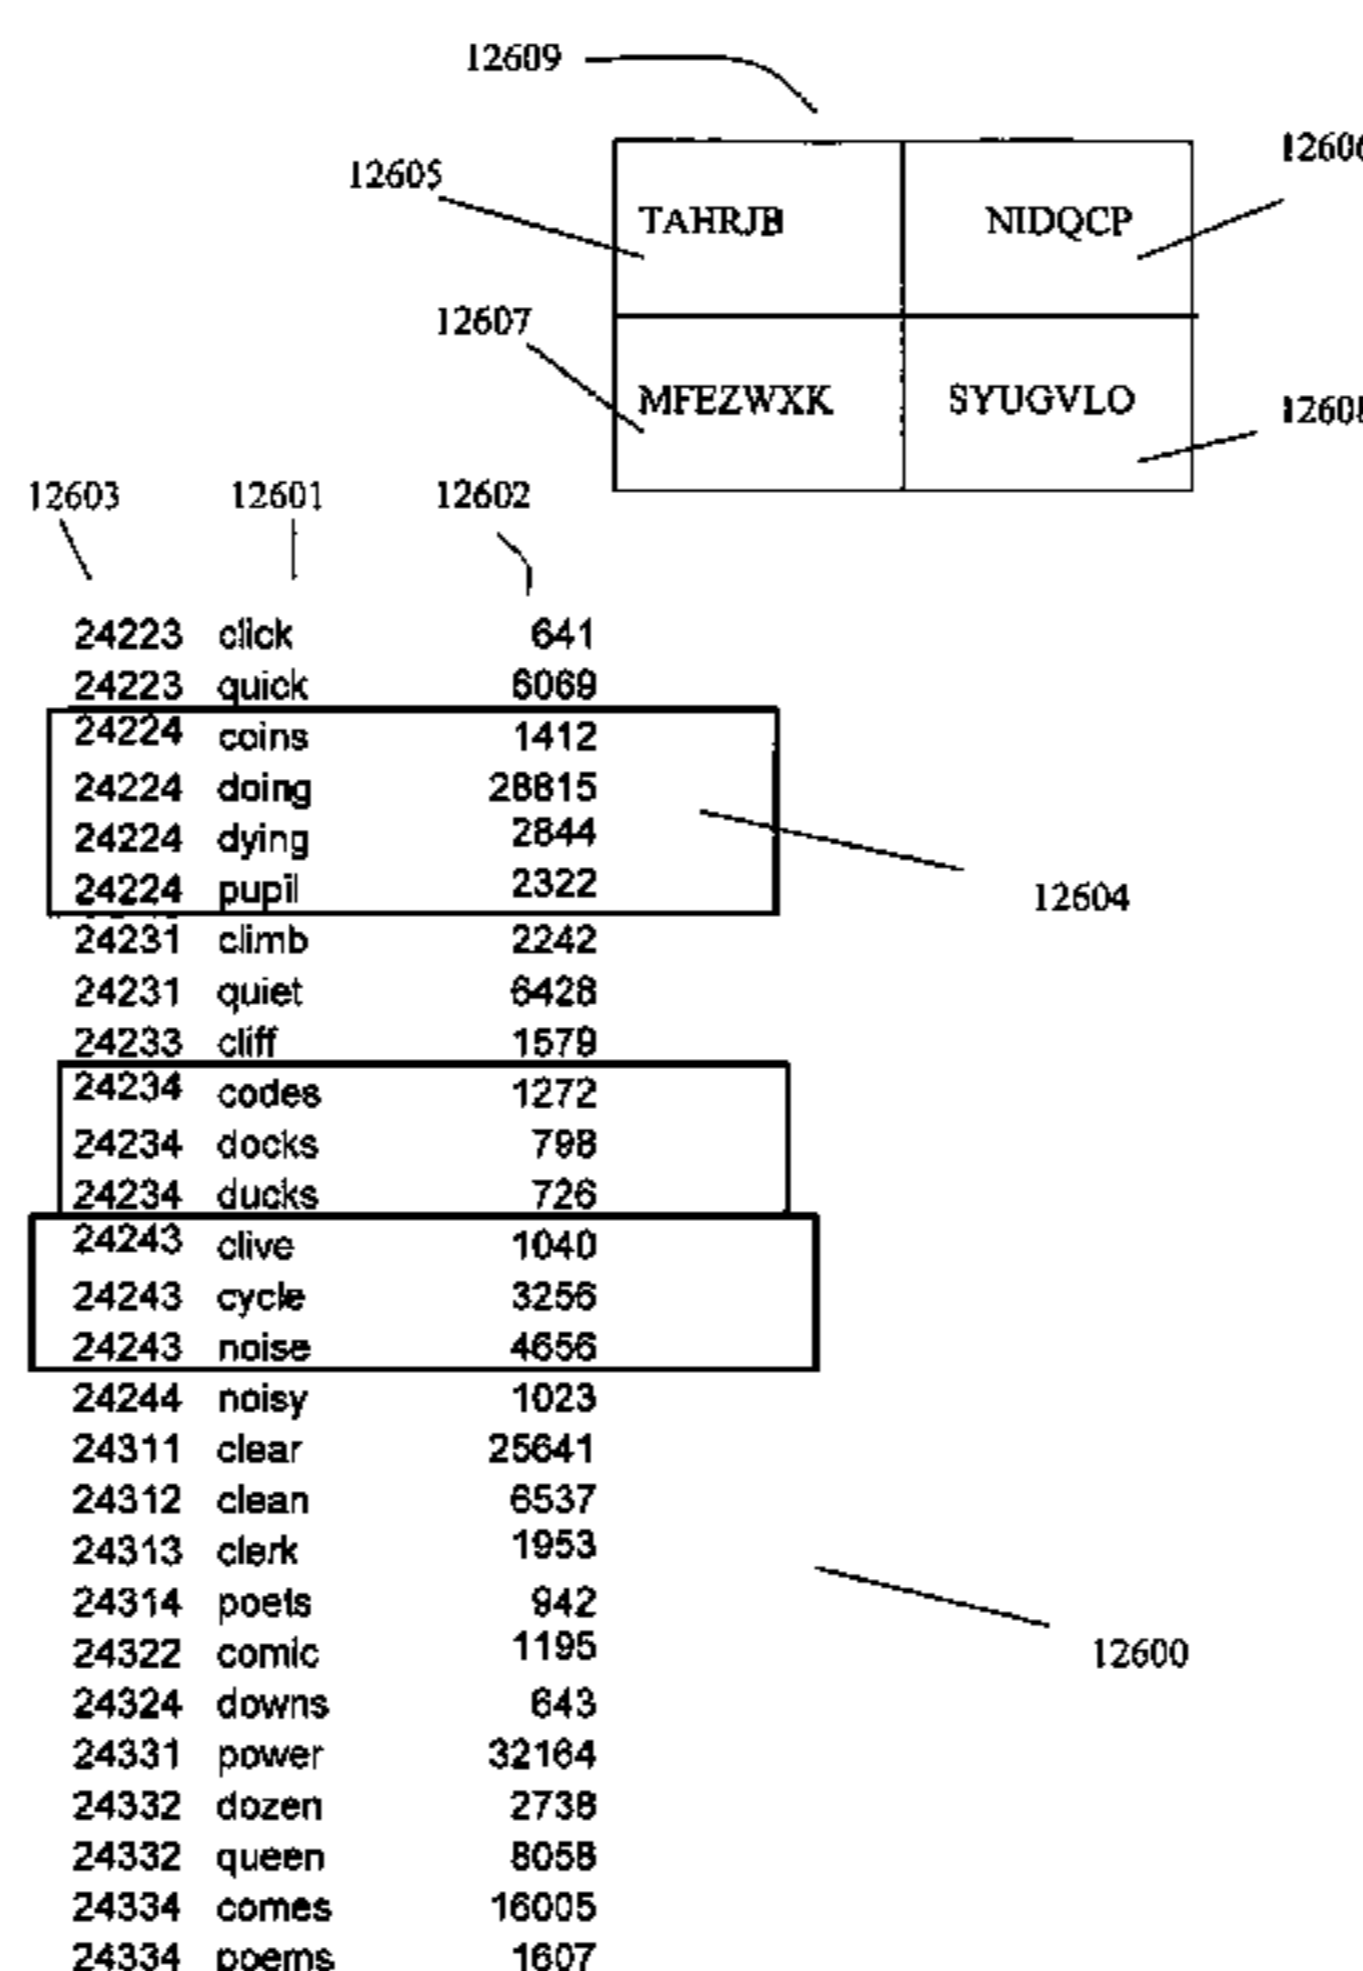 12609
12605
1260
TAHRJB NIDQCP
12607
MFEZWXK SYUGVLO
1260
12603 12601 12602
24223 click 641
24223 quick 6069
24224 coins 1412
24224 doing 28815
24224 dying 2844
24224 pupil 2322
12604
24231 climb 2242
24231 quiet 6428
24233 cliff 1579
24234 codes 1272
24234 docks 798
24234 ducks 726
24243 clive 1040
24243 cycle 3256
24243 noise 4656
24244 noisy 1023
24311 clear 25641
24312 clean 6537
24313 clerk 1953
24314 poets 942
24322 comic 1195
12600
24324 downs 643
24331 power 32164
24332 dozen 2738
24332 queen 8058
24334 comes 16005
24334 poems 1607